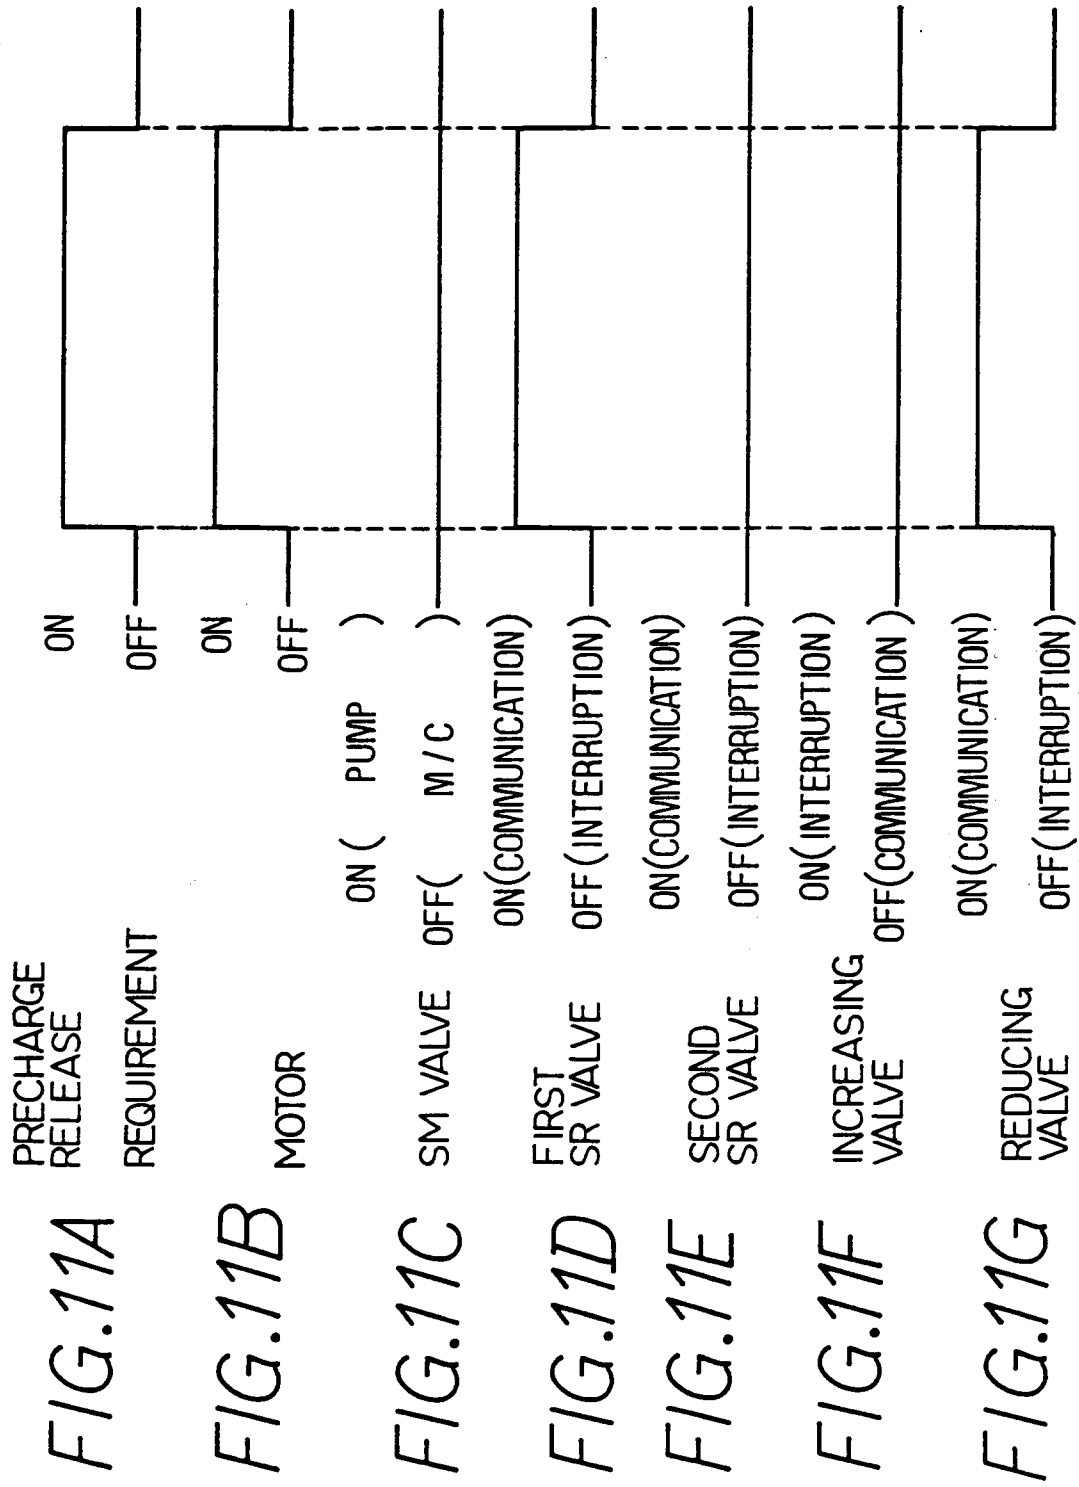 FIG.11A
PRECHARGE
RELEASE
REQUIREMENT
ON
OFF
FIG.11B
MOTOR
ON
OFF
FIG.11C
SM VALVE
ON ( PUMP )
OFF( M/C )
FIG.11D
FIRST
SR VALVE
ON(COMMUNICATION)
OFF(INTERRUPTION)
FIG.11E
SECOND
SR VALVE
ON(COMMUNICATION)
OFF(INTERRUPTION)
FIG.11F
INCREASING
VALVE
ON(INTERRUPTION)
OFF(COMMUNICATION)
FIG.11G
REDUCING
VALVE
ON(COMMUNICATION)
OFF(INTERRUPTION)